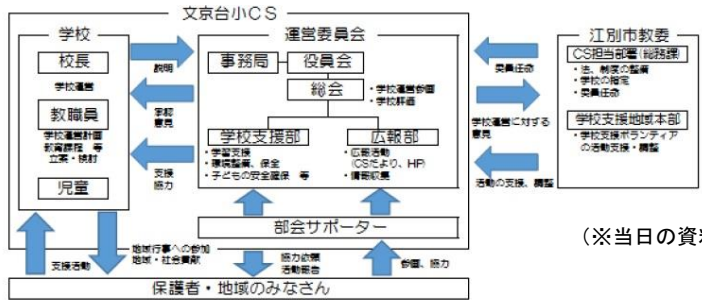 文京台小CS
学校
校長
学校運営
教職員
学校運営計画
教育課程 等
立案・検討
児童
説明
承認
意見
支援
協力
運営委員会
事務局
役員会
総会
・学校運営参画
・学校評価
学校支援部
・学習支援
・環境整備、保全
・子どもの安全確保 等
広報部
・広報活動
(CSだより、HP)
・情報収集
部会サポーター
委員任命
学校運営に対する
意見
活動の支援、調整
江別市教委
CS担当部署(総務課)
・法、制度の整備
・学校の指定
・委員任命
学校支援地域本部
・学校支援ボランティア
の活動支援・調整
支援活動
地域行事への参加
地域・社会貢献
協力依頼
活動報告
参画、協力
保護者・地域のみなさん
(※当日の資